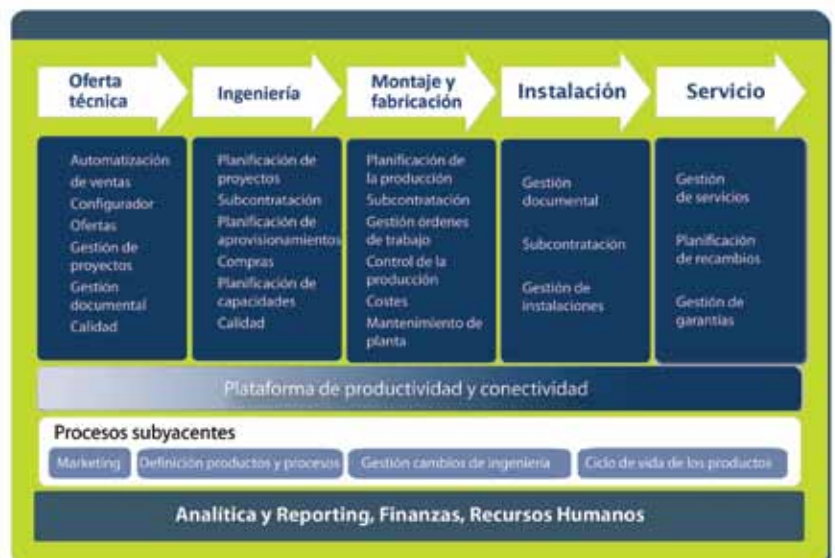 Oferta
técnica
Ingeniería
Montaje y
fabricación
Instalación
Servicio
Automatización
de ventas
Configurador
Ofertas
Gestión de
proyectos
Gestión
documental
Calidad
Planificación de
proyectos
Subcontratación
Planificación de
aprovisionamientos
Compras
Planificación de
capacidades
Calidad
Planificación de
la producción
Subcontratación
Gestión órdenes
de trabajo
Control de la
producción
Costes
Mantenimiento de
planta
Gestión
documental
Subcontratación
Gestión de
instalaciones
Gestión
de servicios
Planificación
de recambios
Gestión de
garantías
Plataforma de productividad y conectividad
Procesos subyacentes
Marketing
Definición productos y procesos
Gestión cambios de ingeniería
Ciclo de vida de los productos
Analítica y Reporting, Finanzas, Recursos Humanos